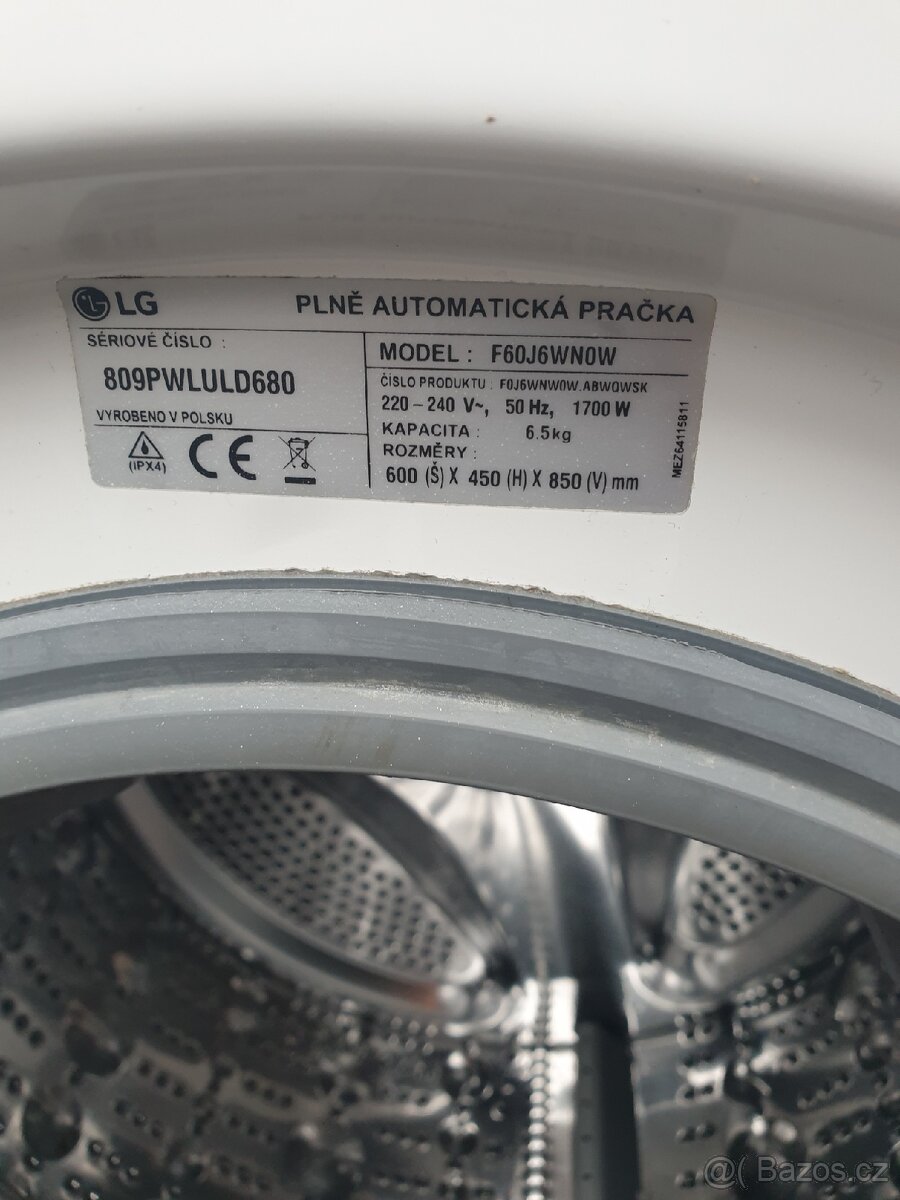 LG PLNĚ AUTOMATICKÁ PRAČKA
SÉRIOVÉ ČÍSLO :
809PWLULD680
VYROBENO V POLSKU
(IPX4) CE
MODEL : F60J6WN0W
ČÍSLO PRODUKTU : F0J6WNW0W.ABWQWSK
220 – 240 V~, 50 Hz, 1700 W
KAPACITA : 6.5kg
ROZMĚRY :
600 (Š) X 450 (H) X 850 (V) mm
MEZ64115811
@( Bazos.cz